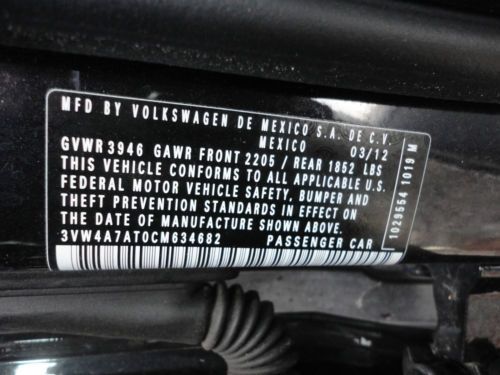 MFD BY VOLKSWAGEN DE MEXICO S.A. DE C.V.
MEXICO 03/12
GVWR 3946 GAWR FRONT 2205 / REAR 1852 LBS
THIS VEHICLE CONFORMS TO ALL APPLICABLE U.S.
FEDERAL MOTOR VEHICLE SAFETY, BUMPER AND
THEFT PREVENTION STANDARDS IN EFFECT ON
THE DATE OF MANUFACTURE SHOWN ABOVE.
3VW4A7AT0CM634682 PASSENGER CAR
1029554 1019 M